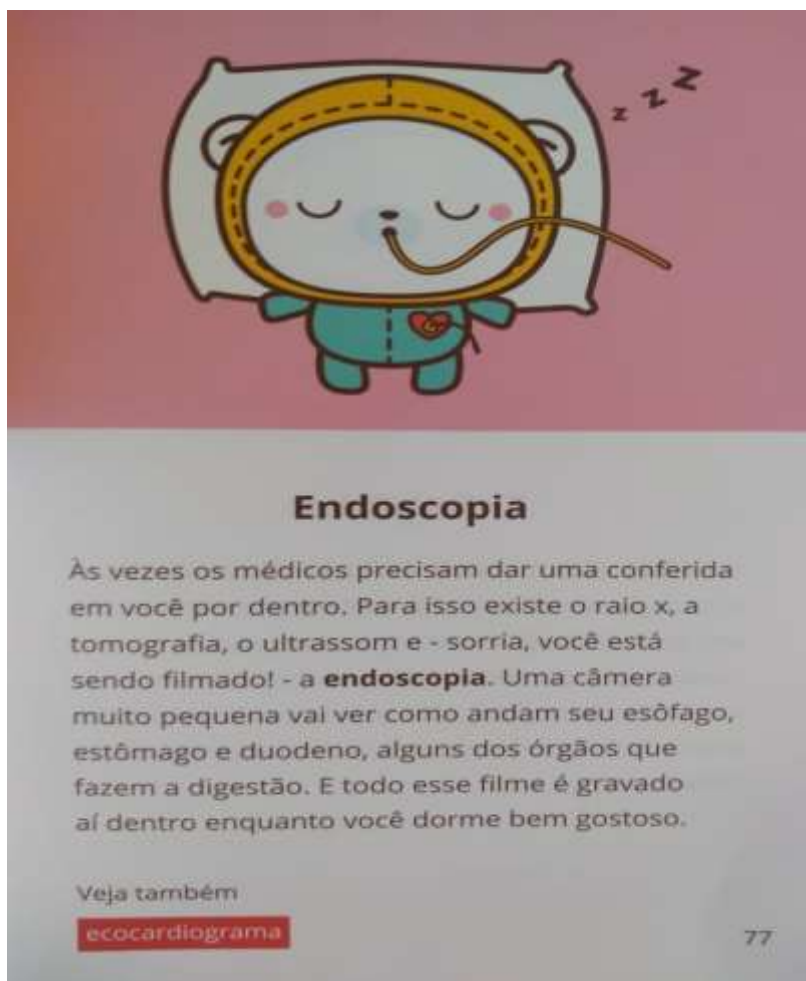 z z z
Endoscopia
Às vezes os médicos precisam dar uma conferida
em você por dentro. Para isso existe o raio x, a
tomografia, o ultrassom e - sorria, você está
sendo filmado! - a endoscopia. Uma câmera
muito pequena vai ver como andam seu esôfago,
estômago e duodeno, alguns dos órgãos que
fazem a digestão. E todo esse filme é gravado
aí dentro enquanto você dorme bem gostoso.
Veja também
ecocardiograma
77